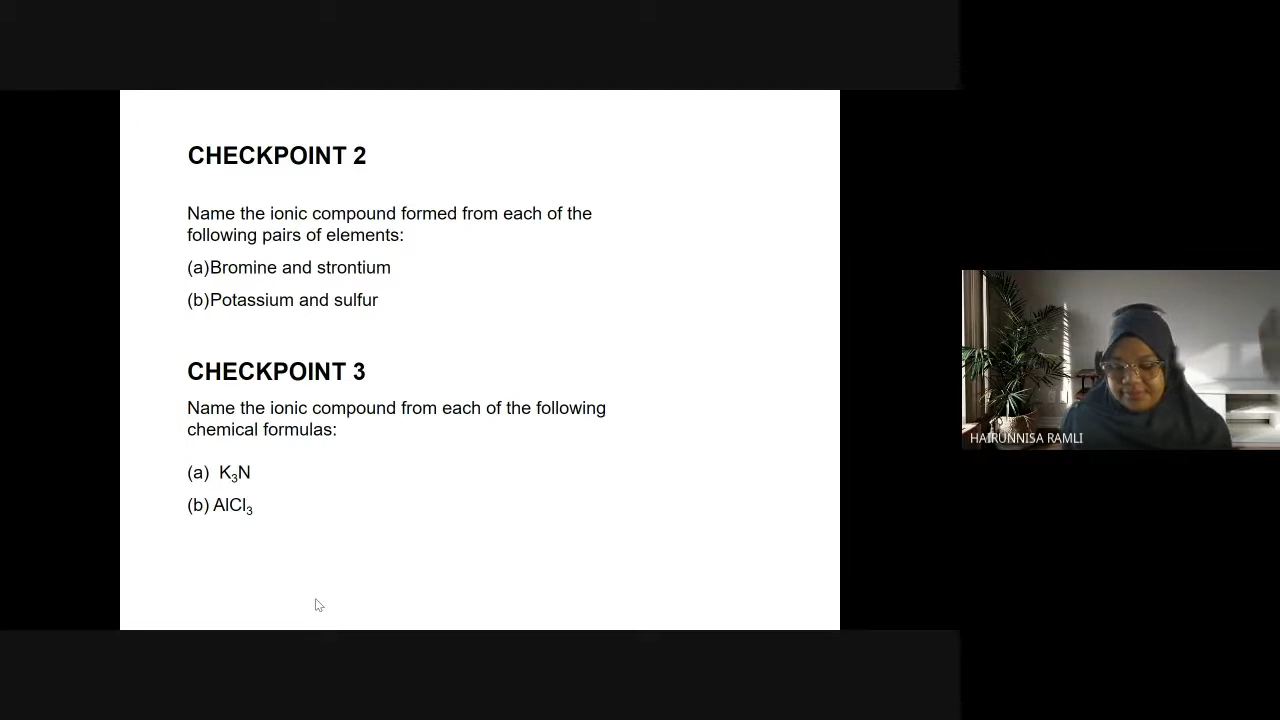 CHECKPOINT 2
Name the ionic compound formed from each of the
following pairs of elements:
(a)Bromine and strontium
(b)Potassium and sulfur
CHECKPOINT 3
Name the ionic compound from each of the following
chemical formulas:
(a) K₃N
(b) AlCl₃
HAIRUNNISA RAMLI